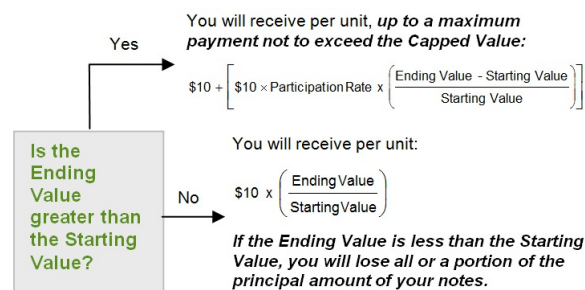 You will receive per unit, up to a maximum
payment not to exceed the Capped Value:
Yes
$10 + [ $10 × Participation Rate x ( Ending Value - Starting Value
Starting Value ) ]
Is the
Ending
Value
greater than
the Starting
Value?
No
You will receive per unit:
$10 x ( Ending Value
Starting Value )
If the Ending Value is less than the Starting
Value, you will lose all or a portion of the
principal amount of your notes.